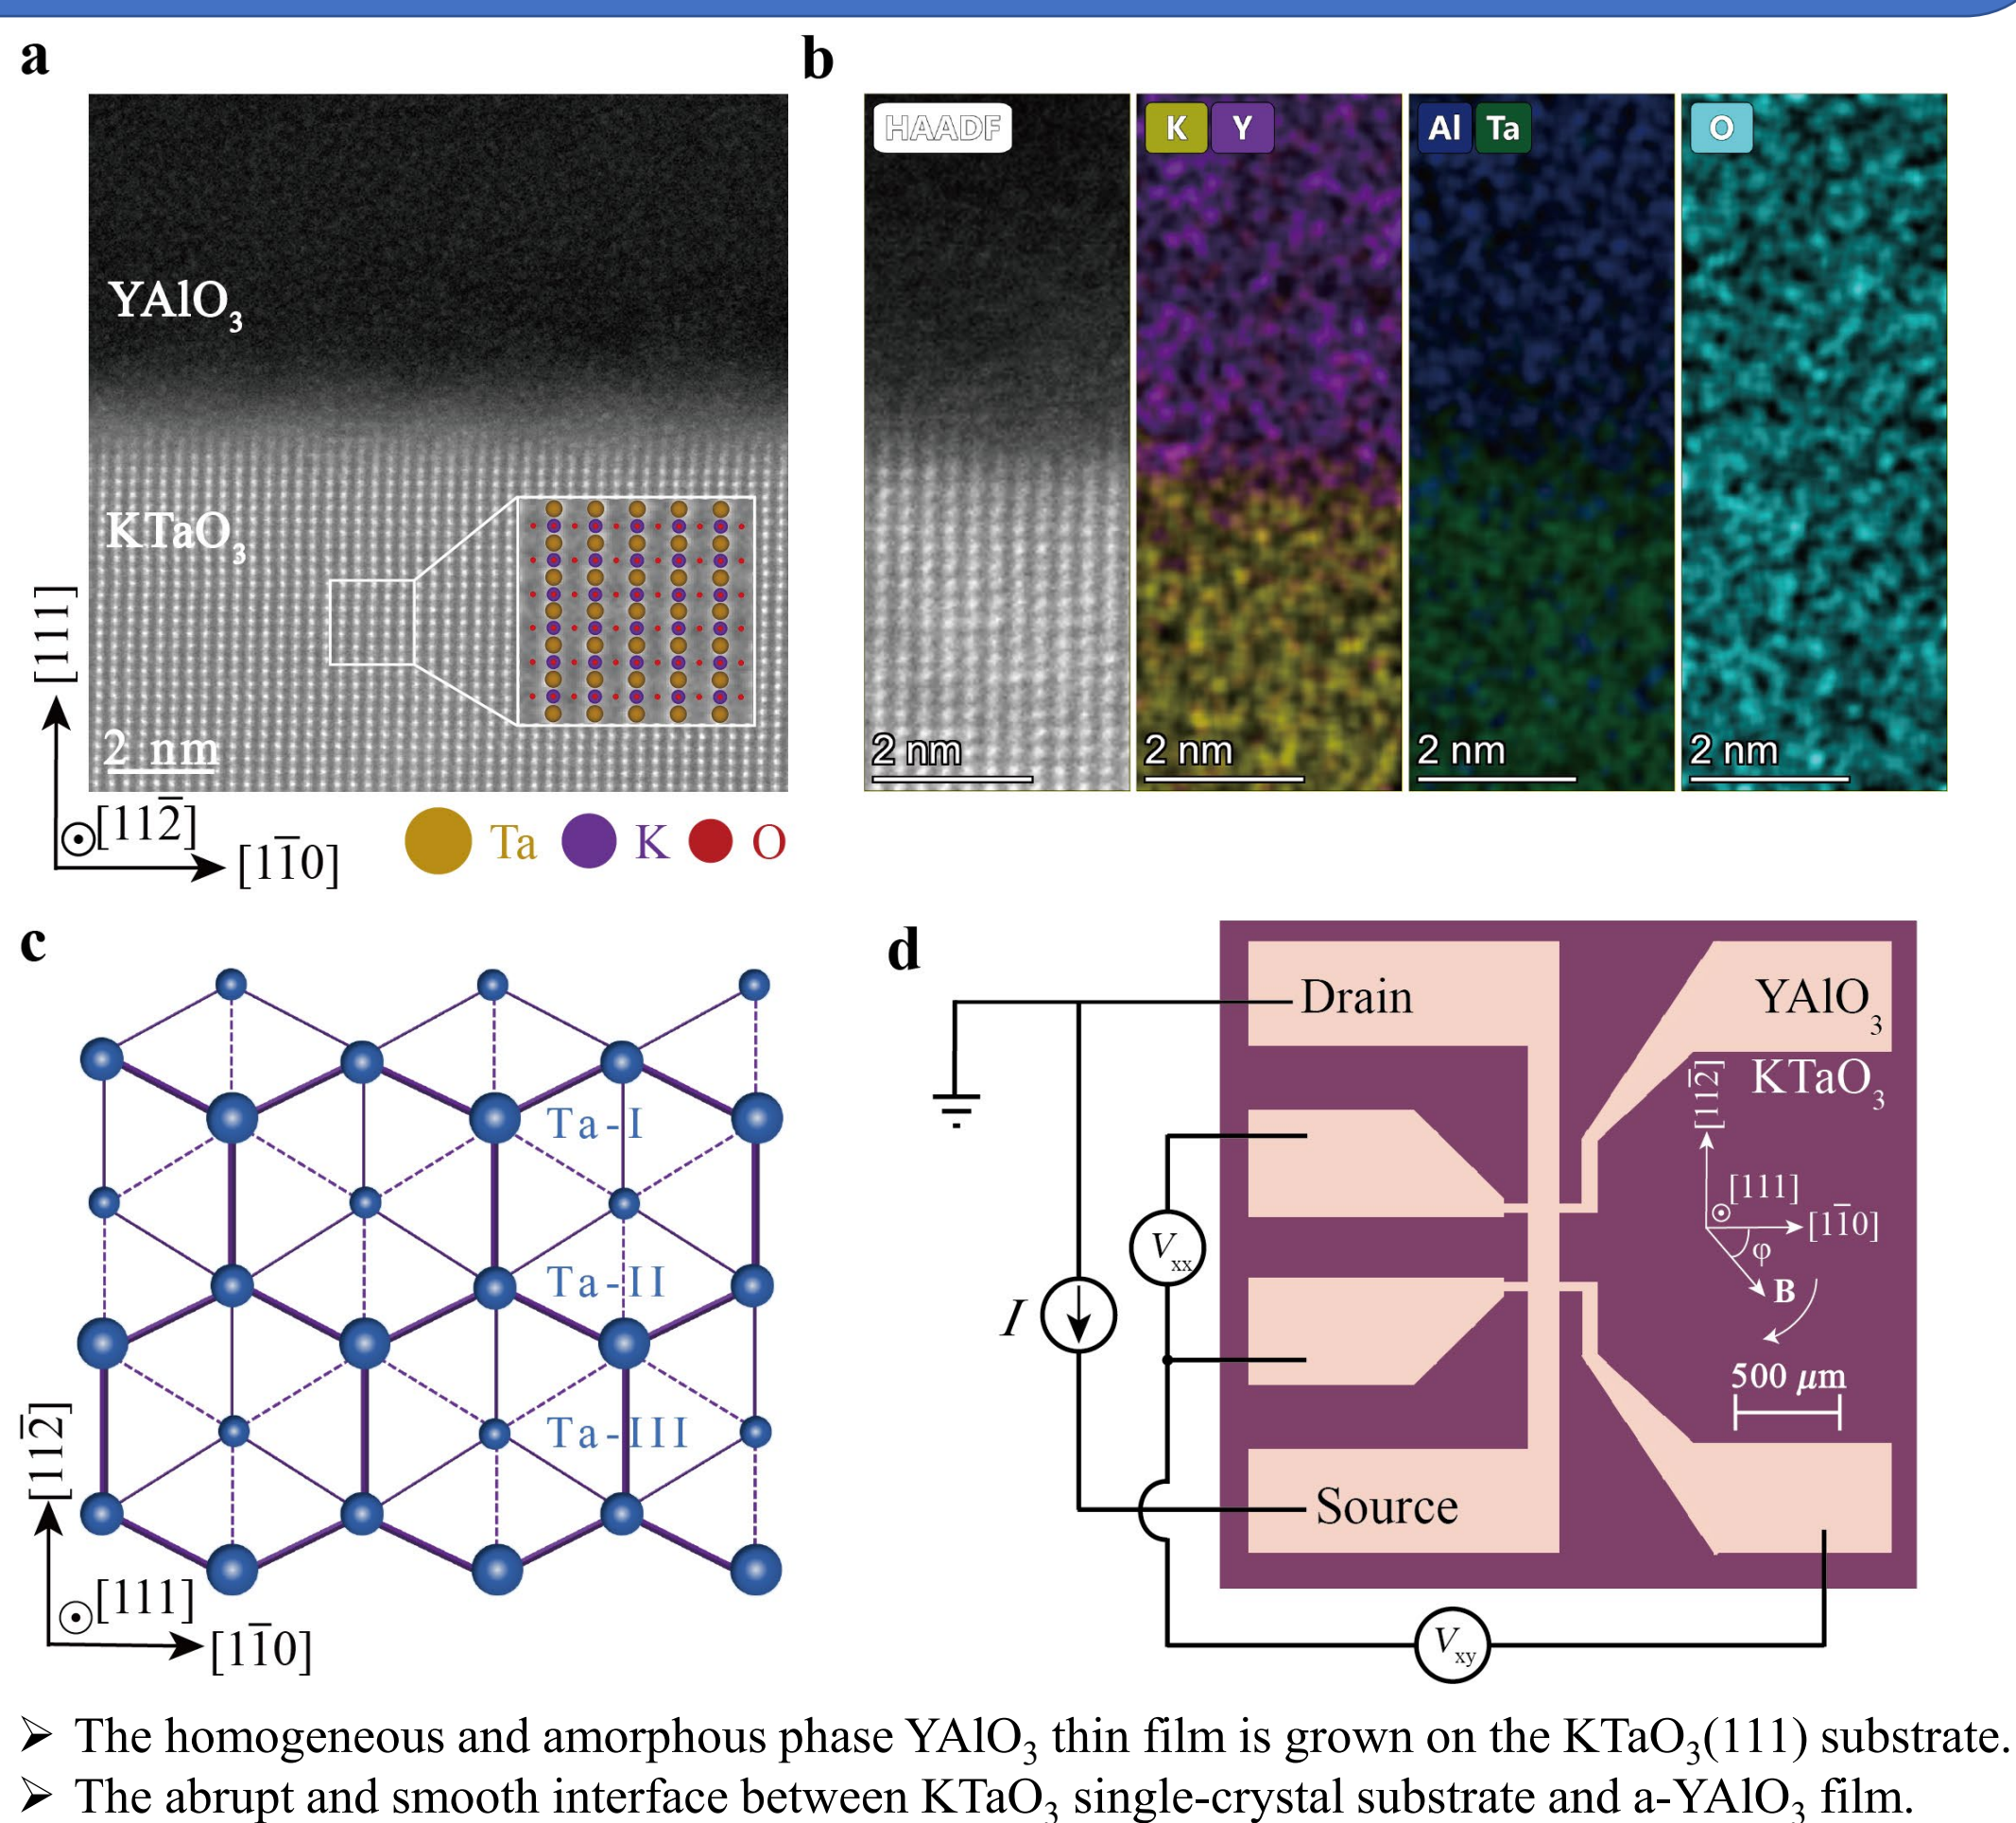 a
b
YAlO₃
KTaO₃
2 nm
[111]
[11̅2̅]
[11̅0]
Ta K O
HAADF
K Y
Al Ta
O
2 nm
2 nm
2 nm
2 nm
c
Ta-I
Ta-II
Ta-III
[112̅]
[111]
[11̅0]
d
Drain
YAlO₃
KTaO₃
[112̅]
[111]
[11̅0]
φ
B
Vxx
I
500 μm
Source
Vxy
➢ The homogeneous and amorphous phase YAlO₃ thin film is grown on the KTaO₃(111) substrate.
➢ The abrupt and smooth interface between KTaO₃ single-crystal substrate and a-YAlO₃ film.